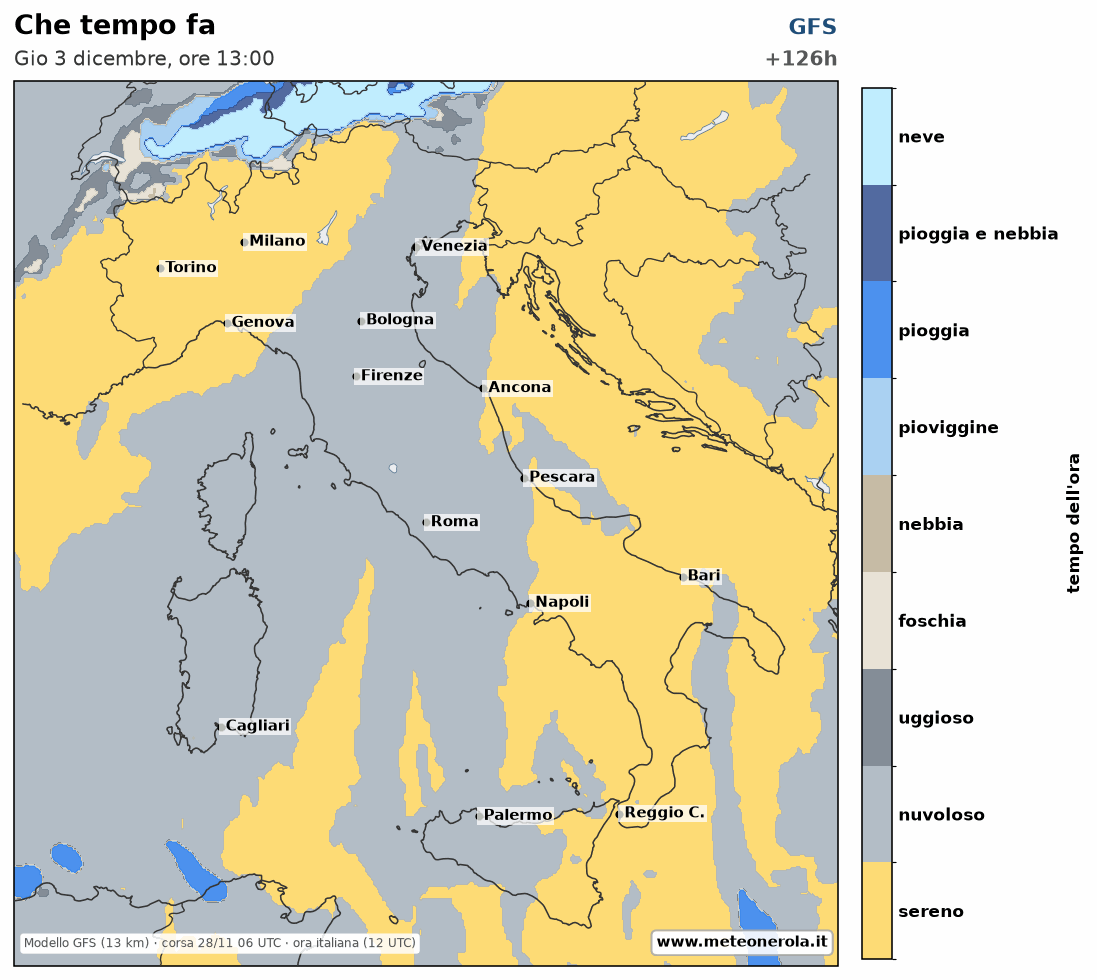 Che tempo fa
GFS
Gio 3 dicembre, ore 13:00
+126h
neve
pioggia e nebbia
pioggia
pioviggine
nebbia
foschia
uggioso
nuvoloso
sereno
tempo dell'ora
Milano
Venezia
Torino
Genova
Bologna
Firenze
Ancona
Pescara
Roma
Bari
Napoli
Cagliari
Palermo
Reggio C.
Modello GFS (13 km) · corsa 28/11 06 UTC · ora italiana (12 UTC)
www.meteonerola.it